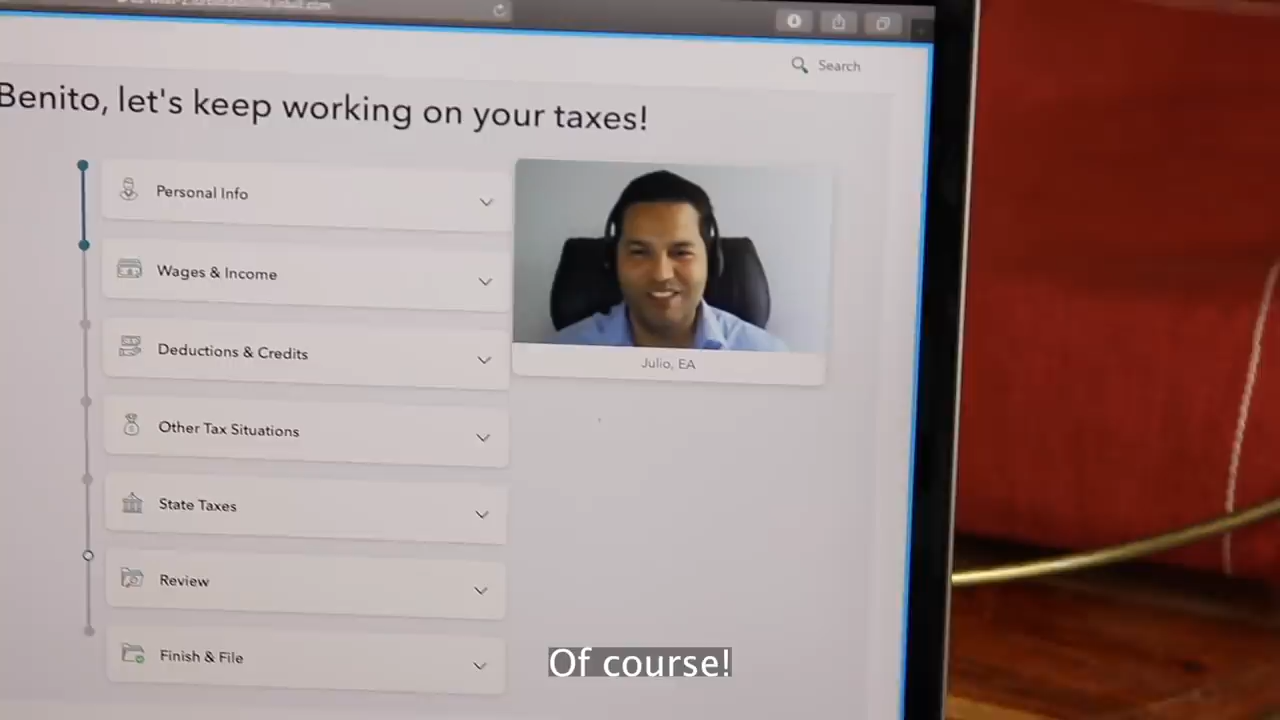 Search
Benito, let's keep working on your taxes!
Personal Info
Wages & Income
Deductions & Credits
Other Tax Situations
State Taxes
Review
Finish & File
Julio, EA
Of course!